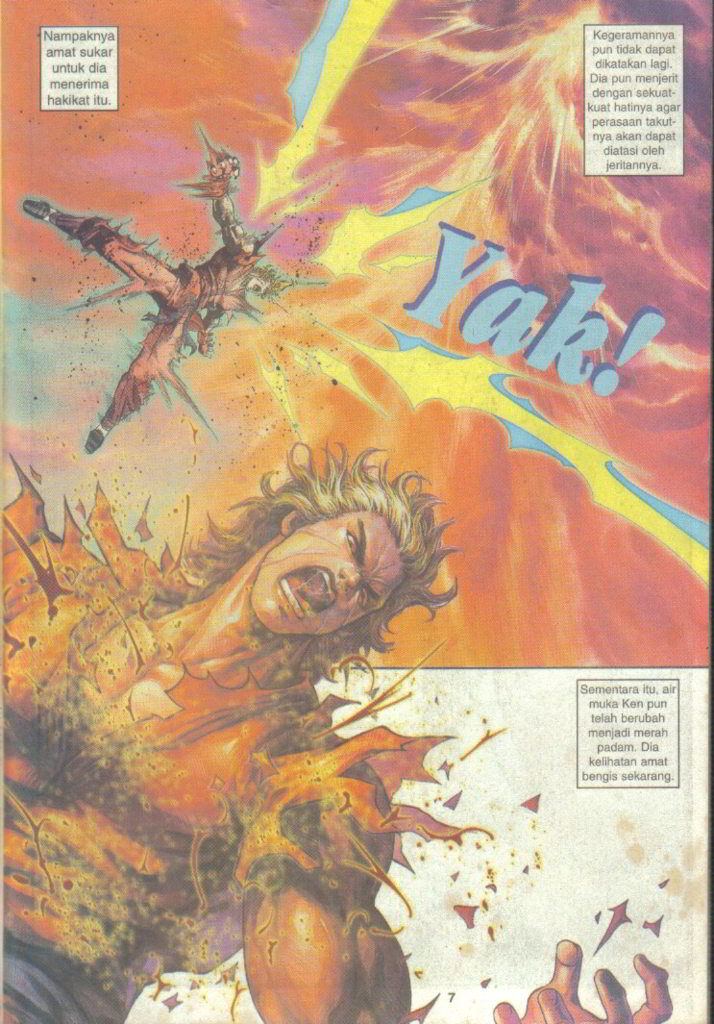 Nampaknya
amat sukar
untuk dia
menerima
hakikat itu.
Kegeramannya
pun tidak dapat
dikatakan lagi.
Dia pun menjerit
dengan sekuat-
kuat hatinya agar
perasaan takut-
nya akan dapat
diatasi oleh
jeritannya.
Yak!
Sementara itu, air
muka Ken pun
telah berubah
menjadi merah
padam. Dia
kelihatan amat
bengis sekarang.
7